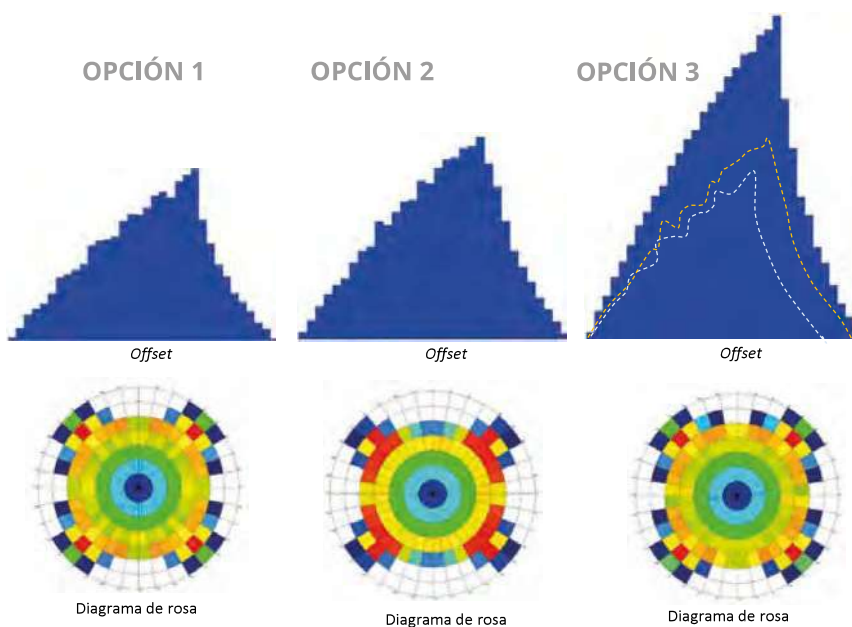 OPCIÓN 1
OPCIÓN 2
OPCIÓN 3
Offset
Offset
Offset
Diagrama de rosa
Diagrama de rosa
Diagrama de rosa